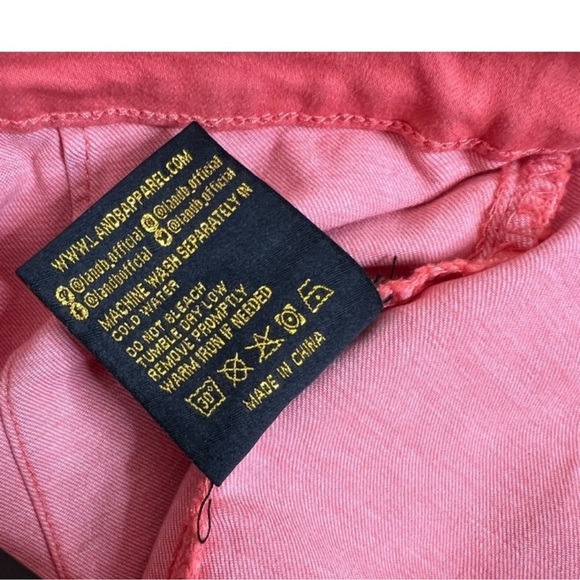 WWW.LANDBAPPAREL.COM
@landb.official @landb.official
@landbofficial @landb_official
MACHINE WASH SEPARATELY IN
COLD WATER
DO NOT BLEACH
TUMBLE DRY LOW
REMOVE PROMPTLY
WARM IRON IF NEEDED
30°
MADE IN CHINA